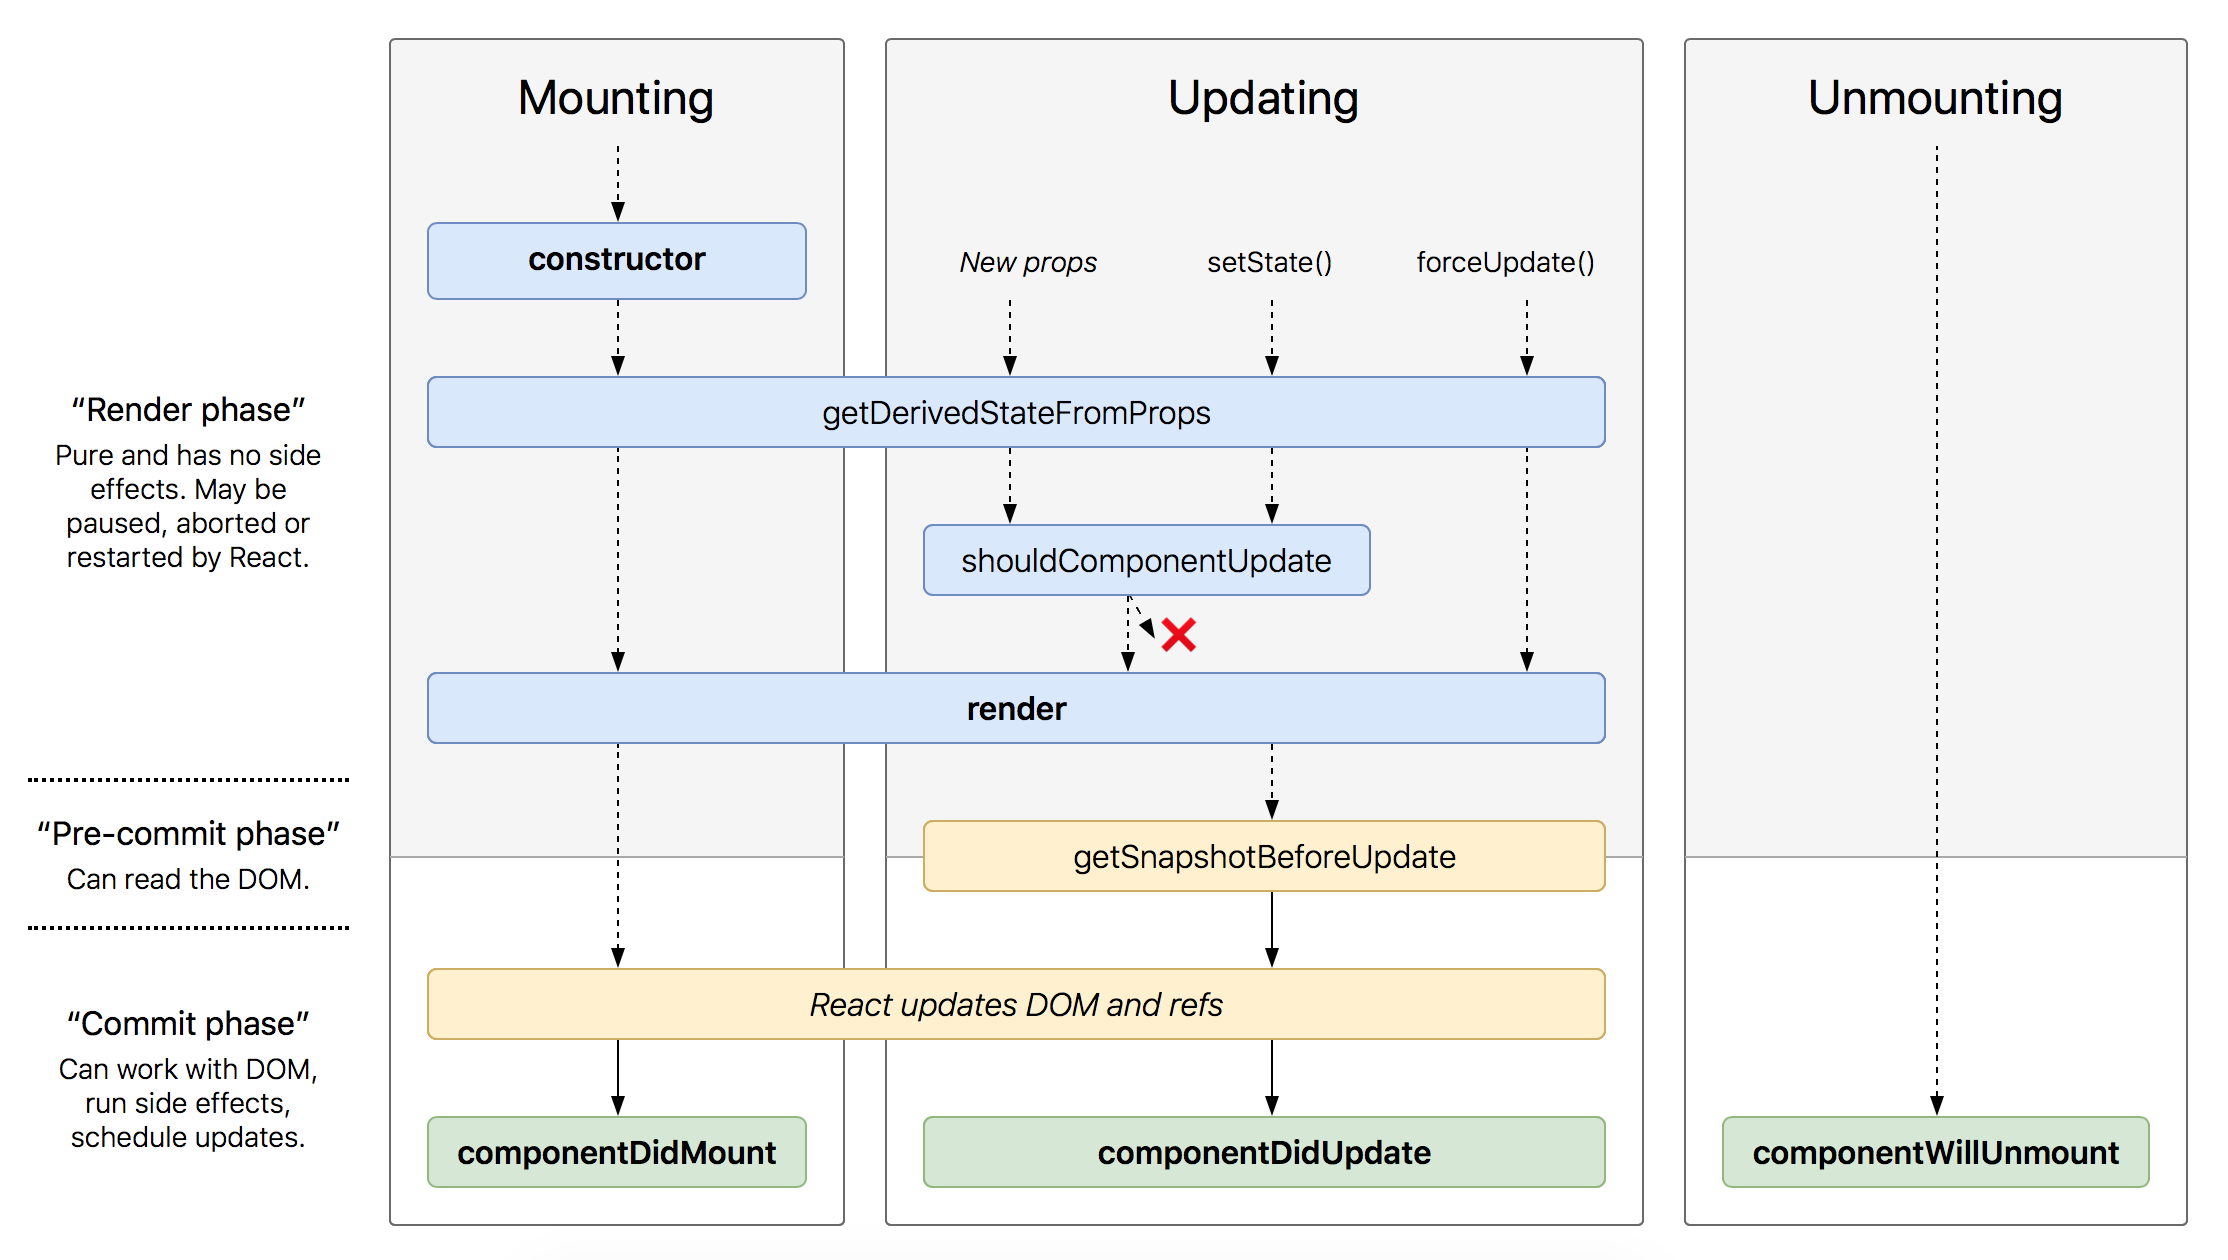 Mounting
Updating
Unmounting
constructor
New props
setState()
forceUpdate()
“Render phase”
Pure and has no side
effects. May be
paused, aborted or
restarted by React.
getDerivedStateFromProps
shouldComponentUpdate
render
“Pre-commit phase”
Can read the DOM.
getSnapshotBeforeUpdate
“Commit phase”
Can work with DOM,
run side effects,
schedule updates.
React updates DOM and refs
componentDidMount
componentDidUpdate
componentWillUnmount